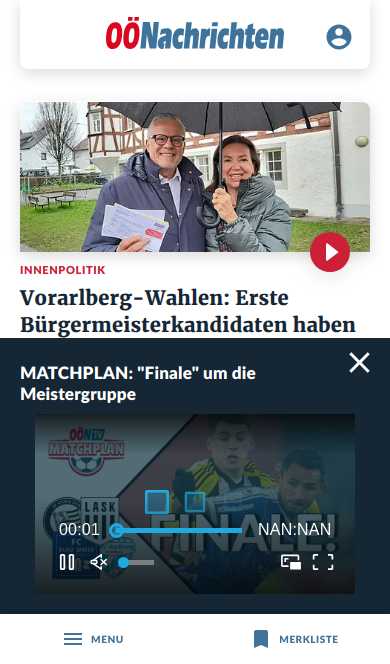 OÖNachrichten
INNENPOLITIK
Vorarlberg-Wahlen: Erste
Bürgermeisterkandidaten haben
MATCHPLAN: "Finale" um die
Meistergruppe
OÖN TV
MATCHPLAN
LASK
FC
FINALE!
00:01
NAN:NAN
MENU
MERKLISTE